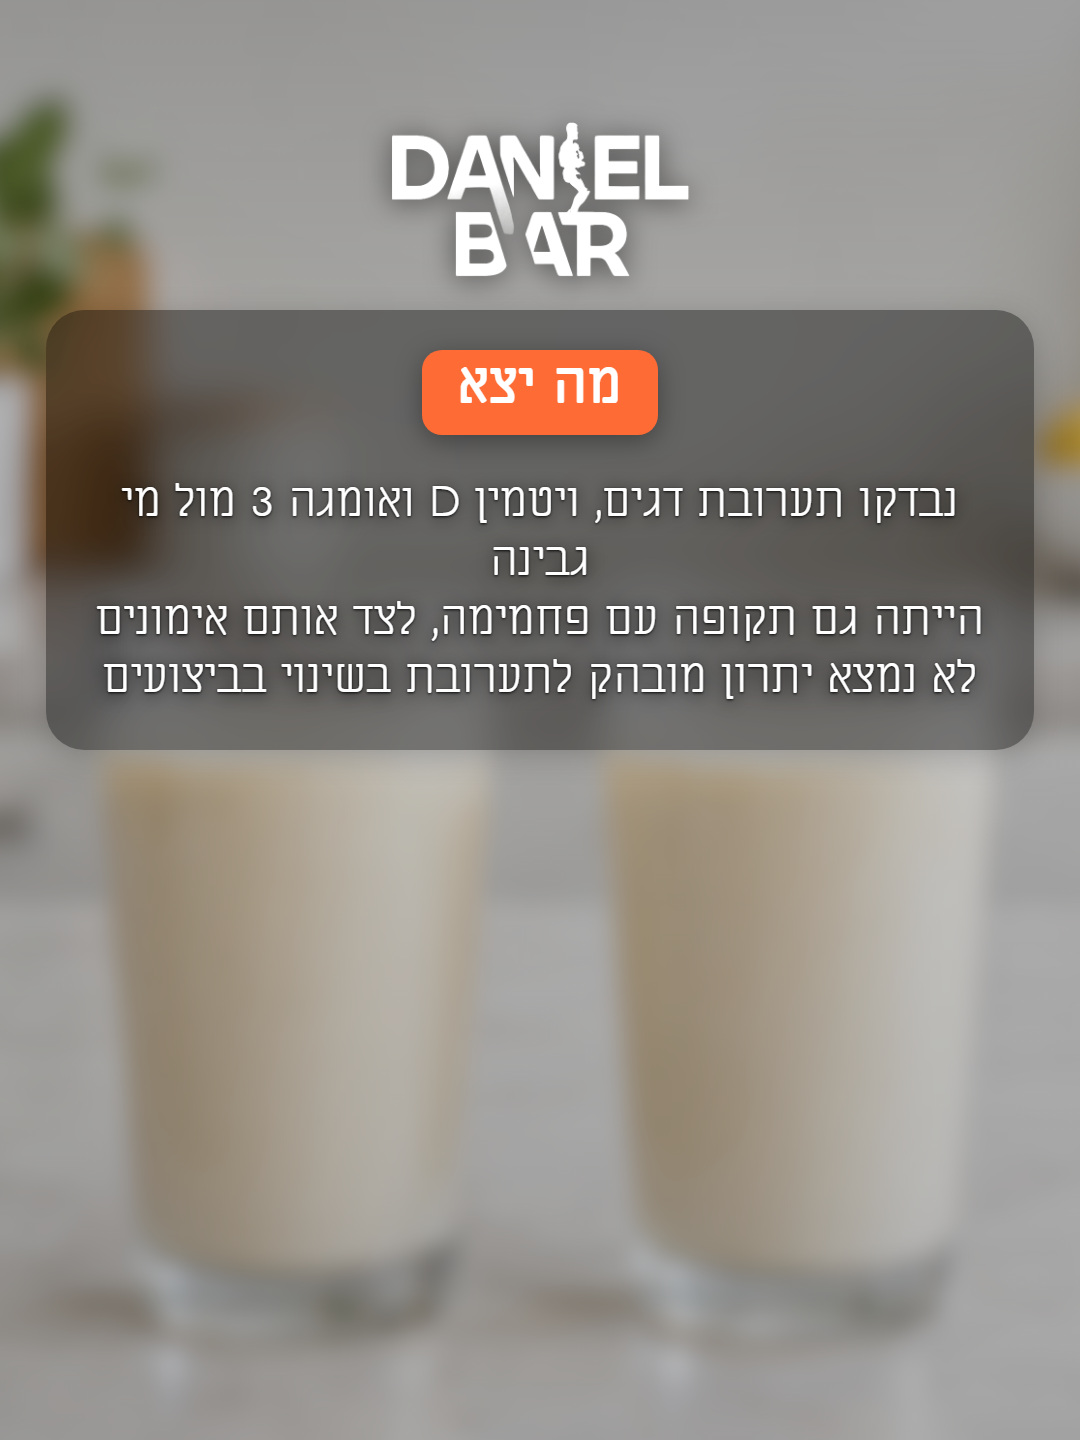 DANIEL
BAR
מה יצא
נבדקו תערובת דגים, ויטמין D ואומגה 3 מול מי
גבינה
הייתה גם תקופה עם פחמימה, לצד אותם אימונים
לא נמצא יתרון מובהק לתערובת בשינוי בביצועים